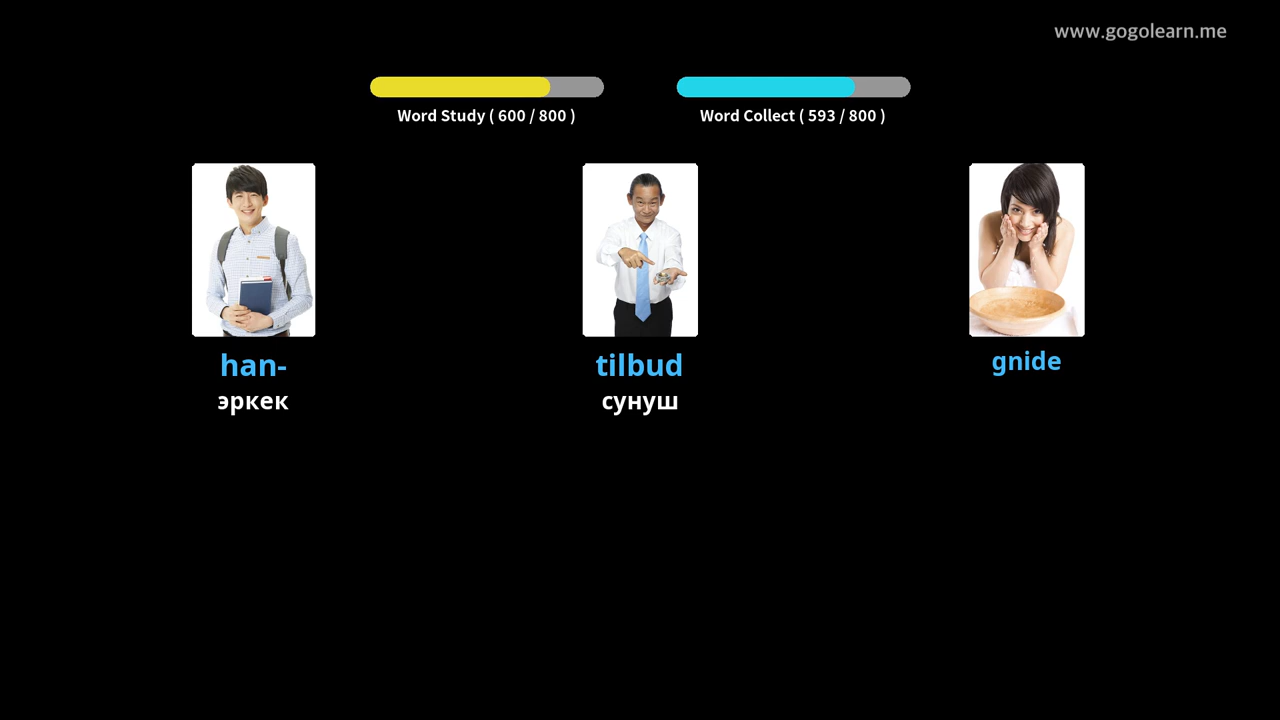 www.gogolearn.me
Word Study ( 600 / 800 )
Word Collect ( 593 / 800 )
han-
эркек
tilbud
сунуш
gnide